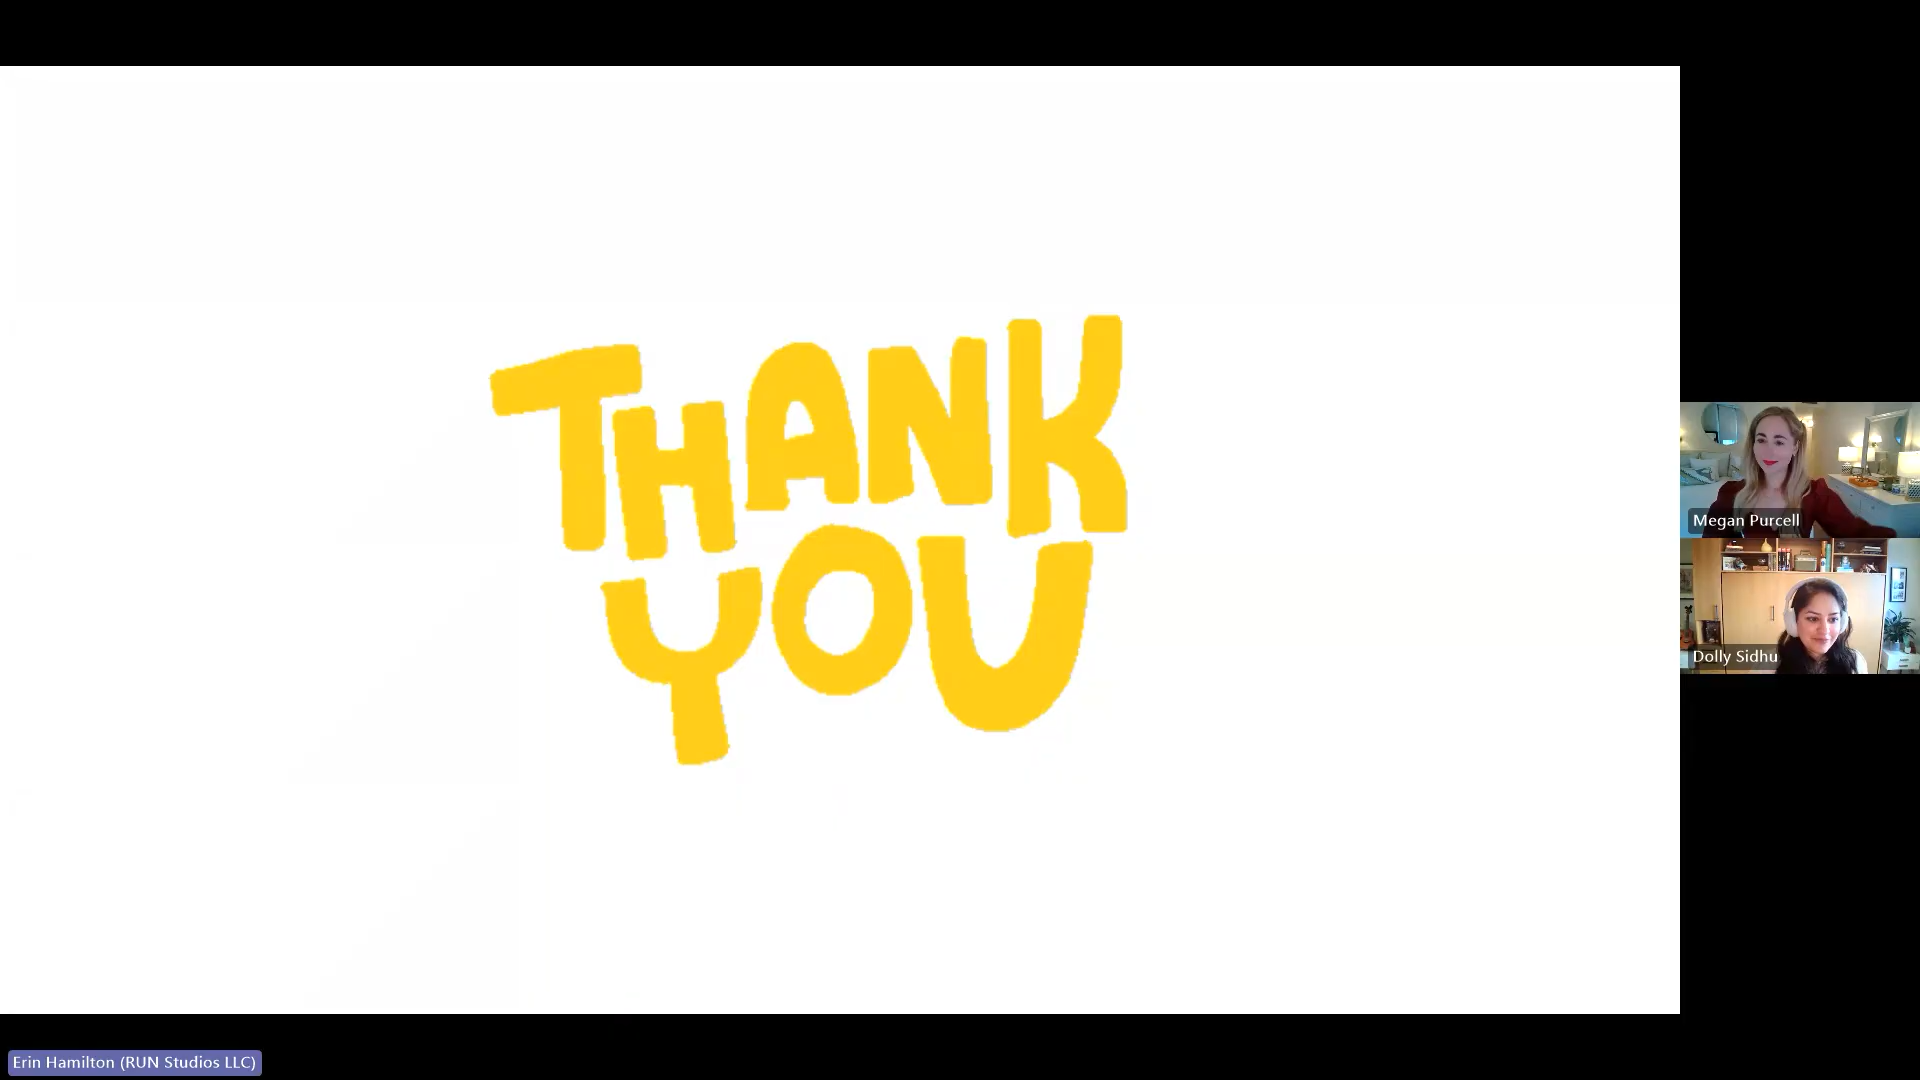 THANK
YOU
Megan Purcell
Dolly Sidhu
Erin Hamilton (RUN Studios LLC)